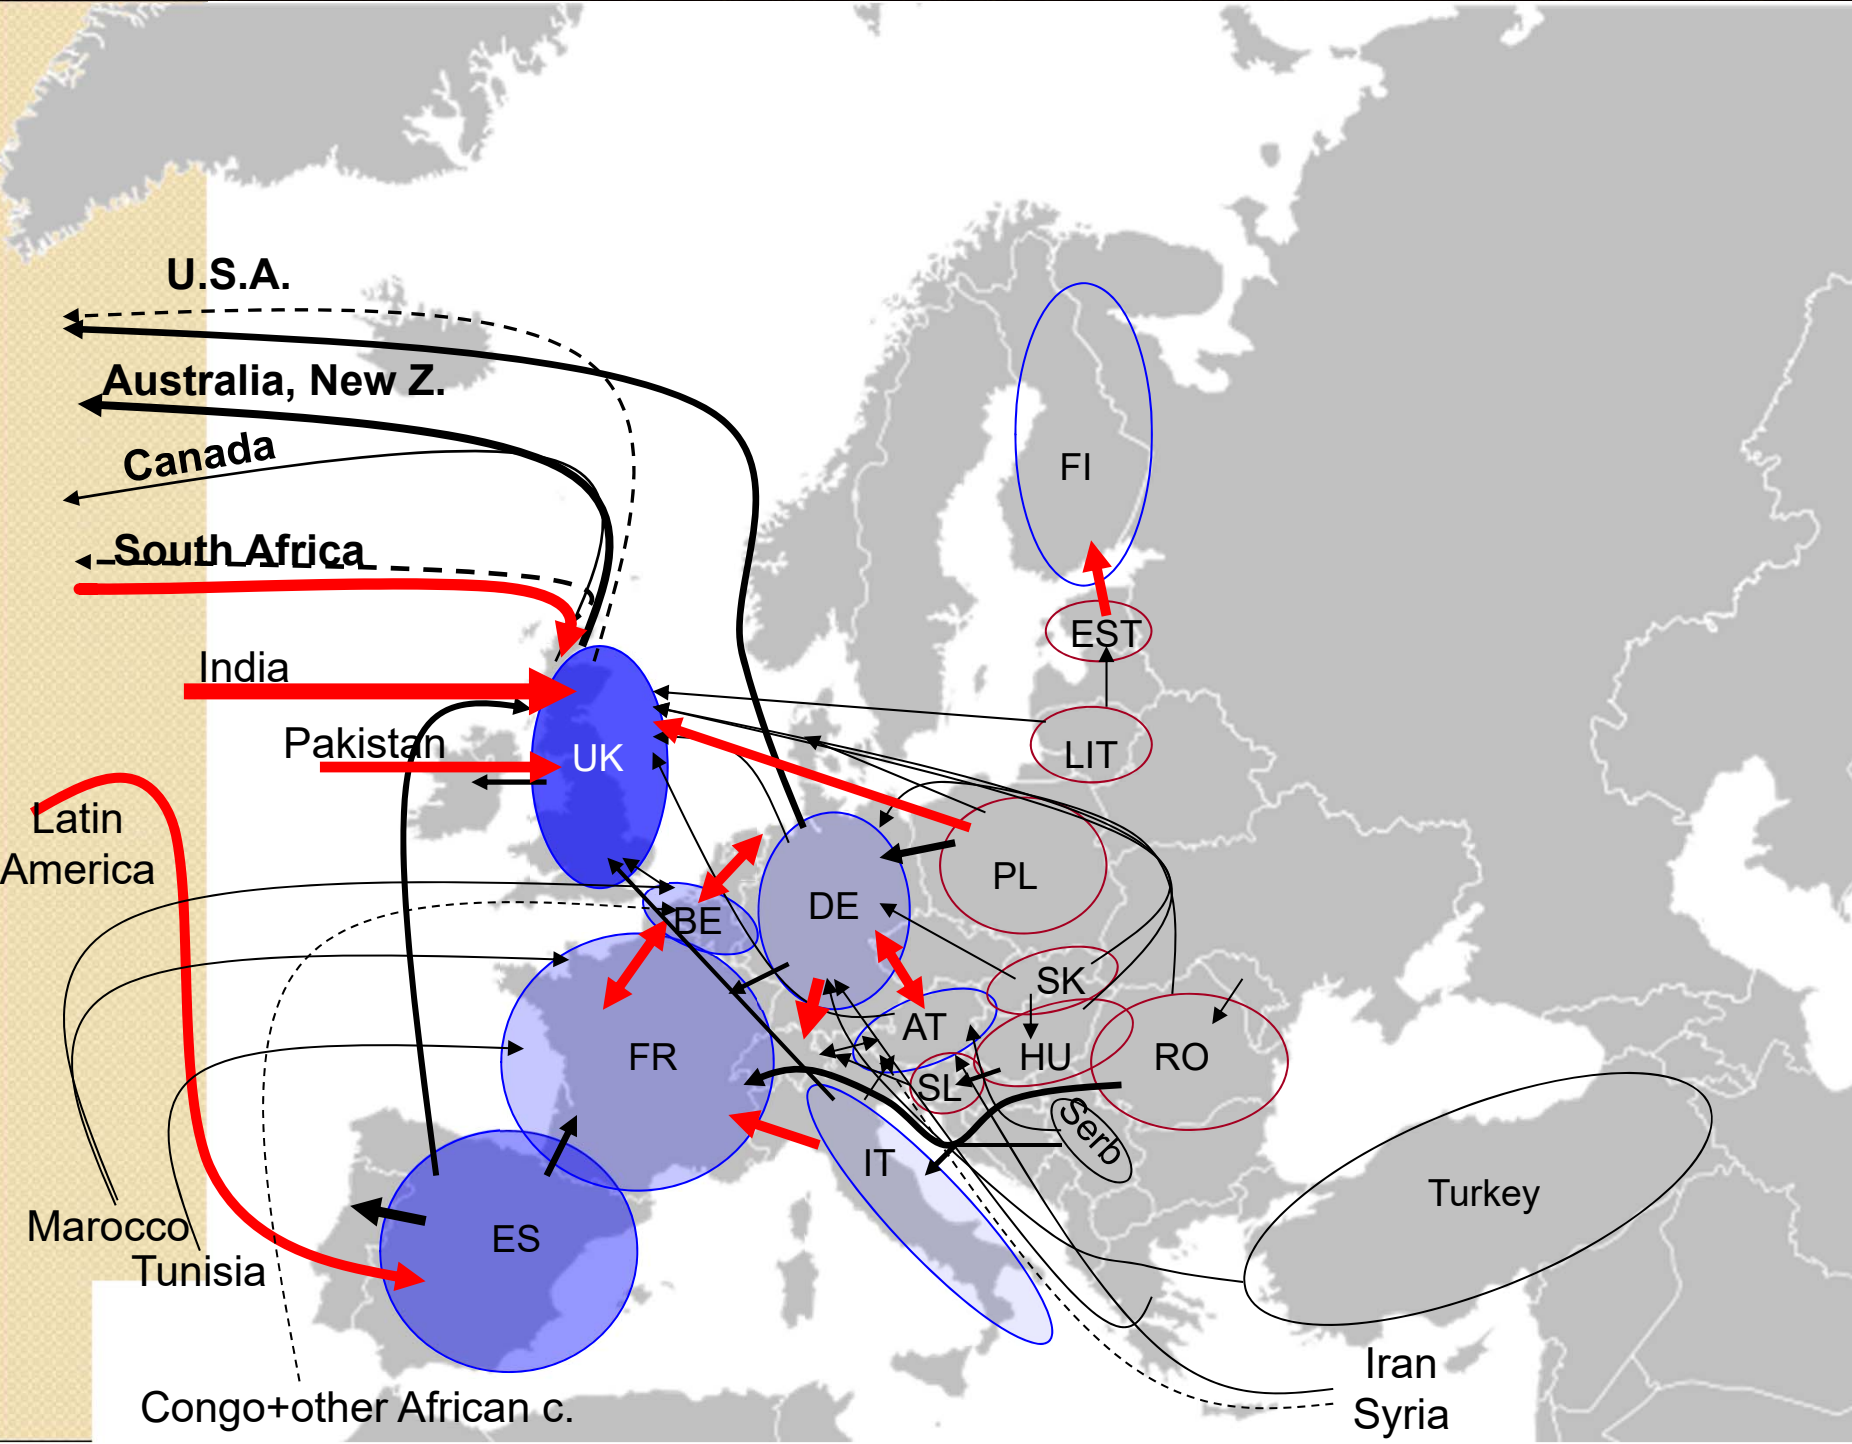 U.S.A.
Australia, New Z.
Canada
FI
South Africa
EST
India
Pakistan
UK
LIT
Latin
America
PL
DE
BE
SK
AT
FR
HU
RO
SL
Serb
IT
Turkey
ES
Marocco
Tunisia
Iran
Congo+other African c.
Syria